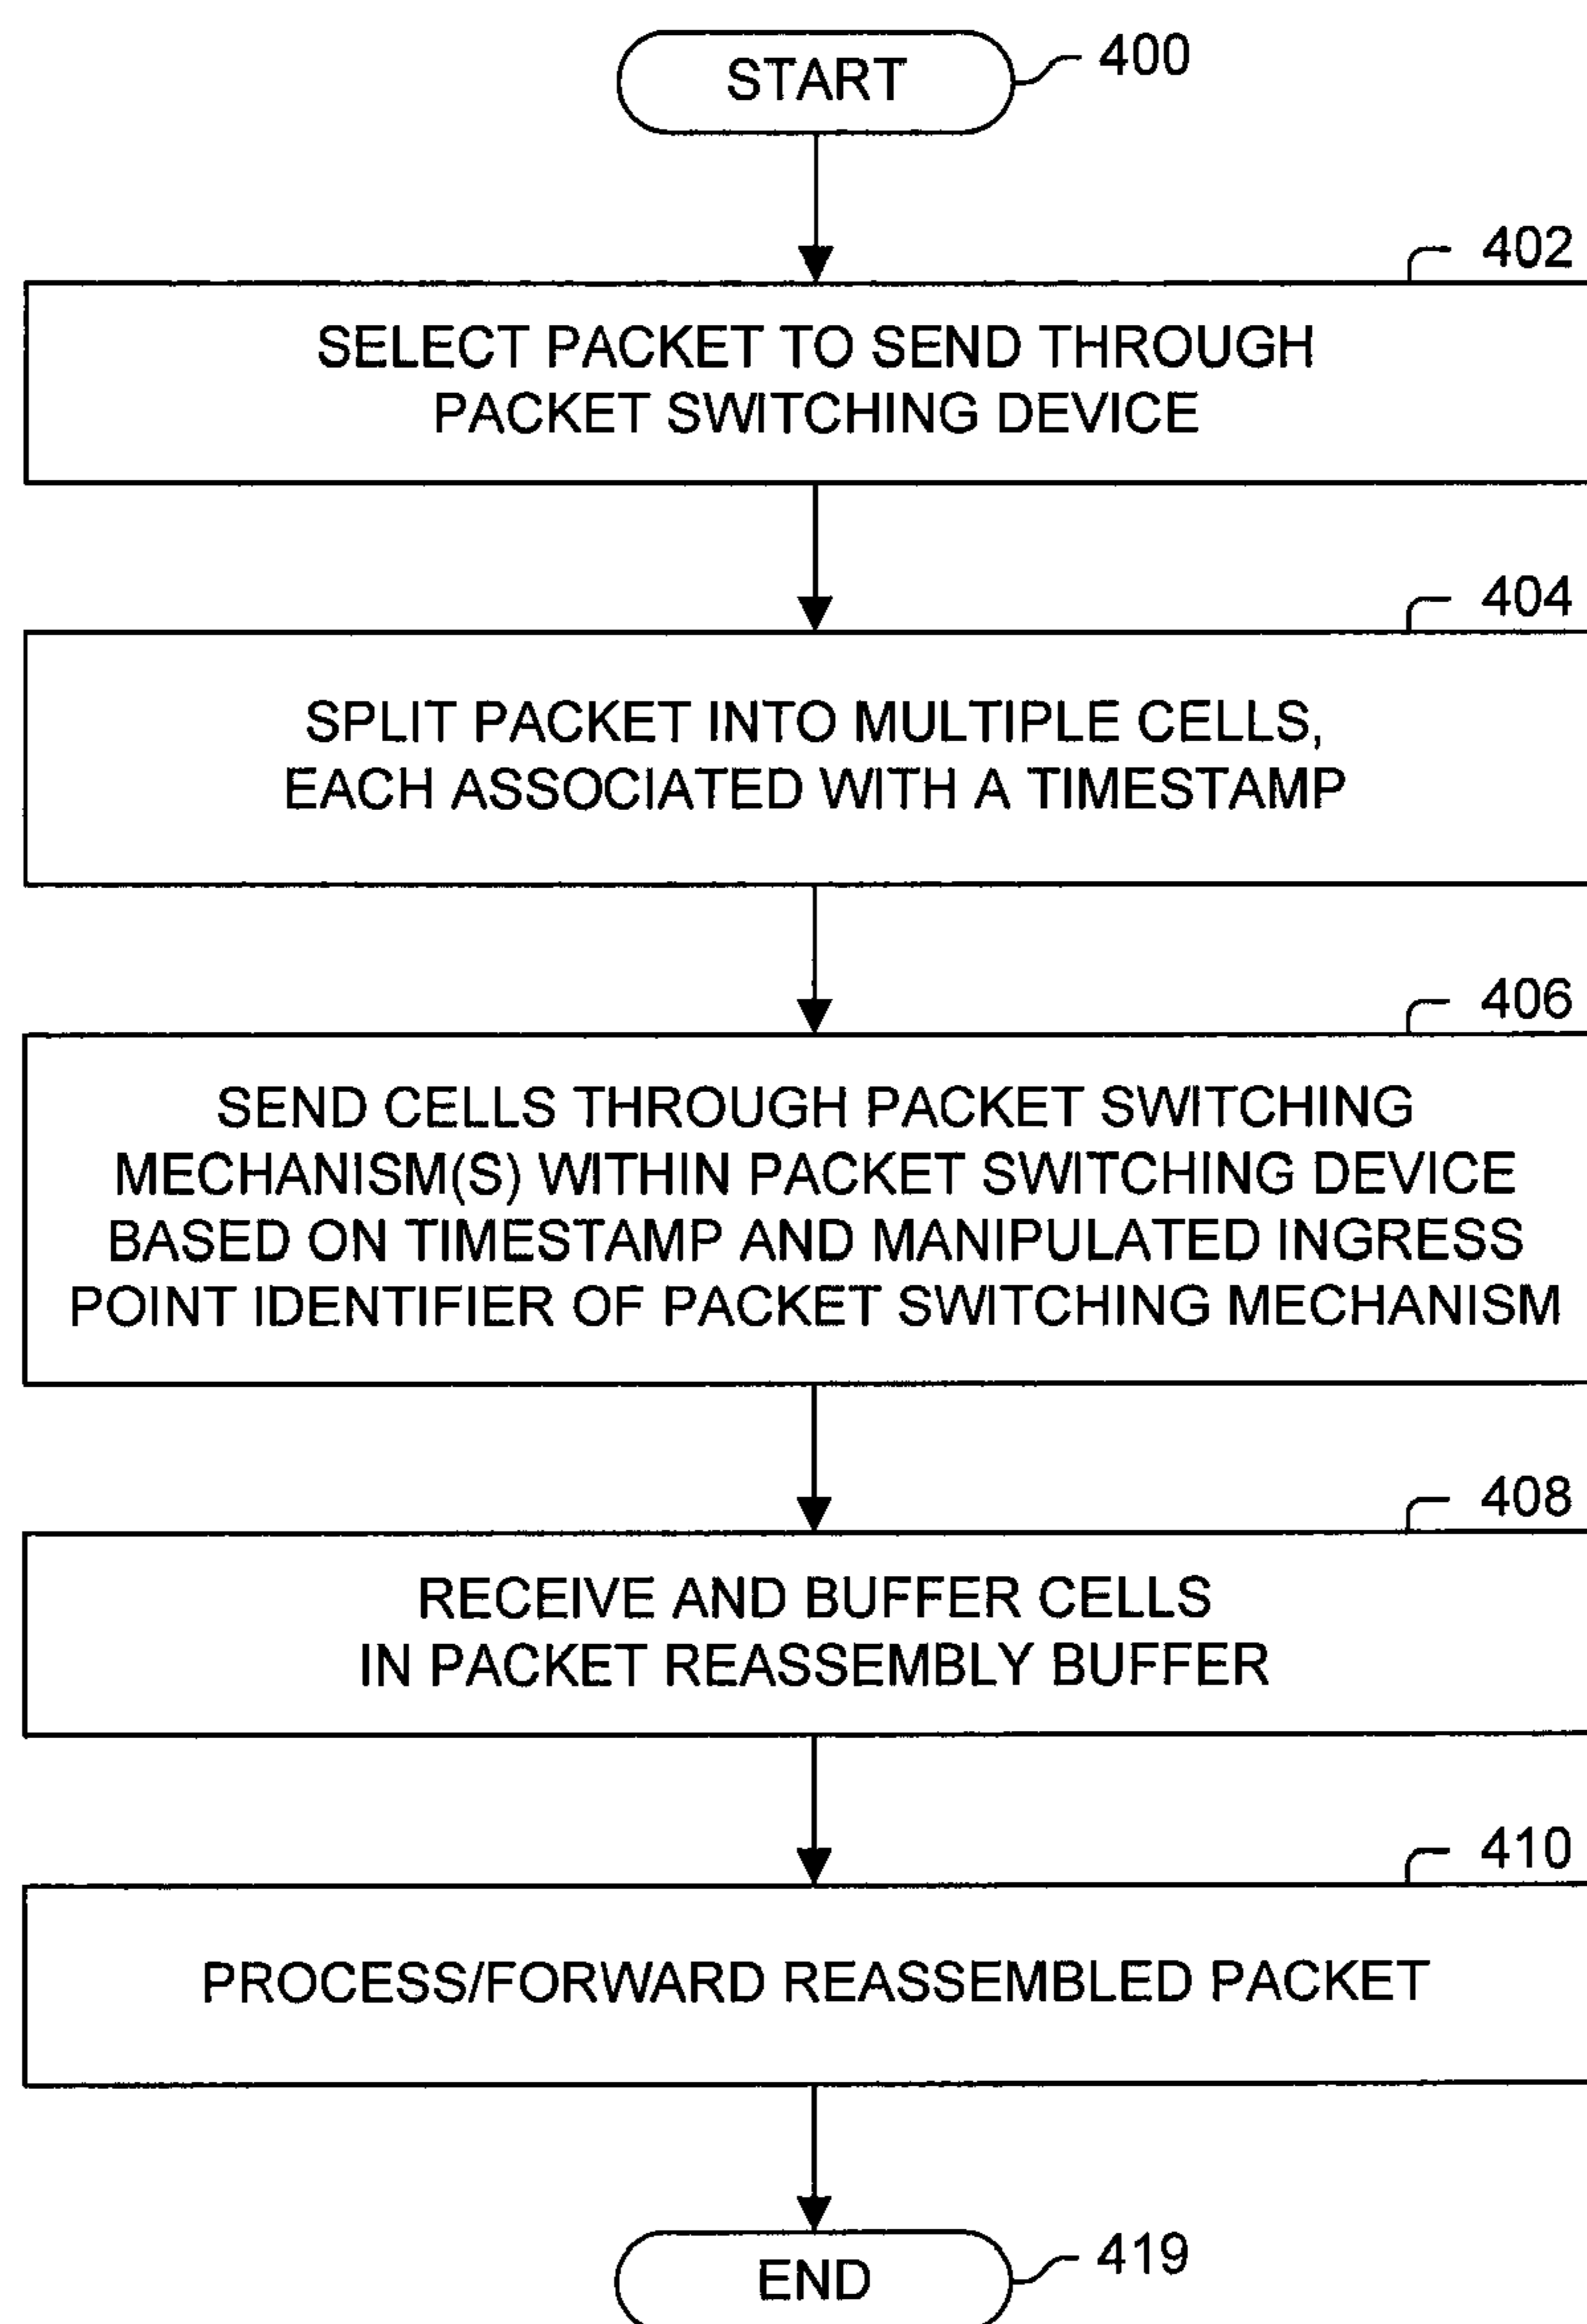 START
400
402
SELECT PACKET TO SEND THROUGH
PACKET SWITCHING DEVICE
404
SPLIT PACKET INTO MULTIPLE CELLS,
EACH ASSOCIATED WITH A TIMESTAMP
406
SEND CELLS THROUGH PACKET SWITCHING
MECHANISM(S) WITHIN PACKET SWITCHING DEVICE
BASED ON TIMESTAMP AND MANIPULATED INGRESS
POINT IDENTIFIER OF PACKET SWITCHING MECHANISM
408
RECEIVE AND BUFFER CELLS
IN PACKET REASSEMBLY BUFFER
410
PROCESS/FORWARD REASSEMBLED PACKET
END
419